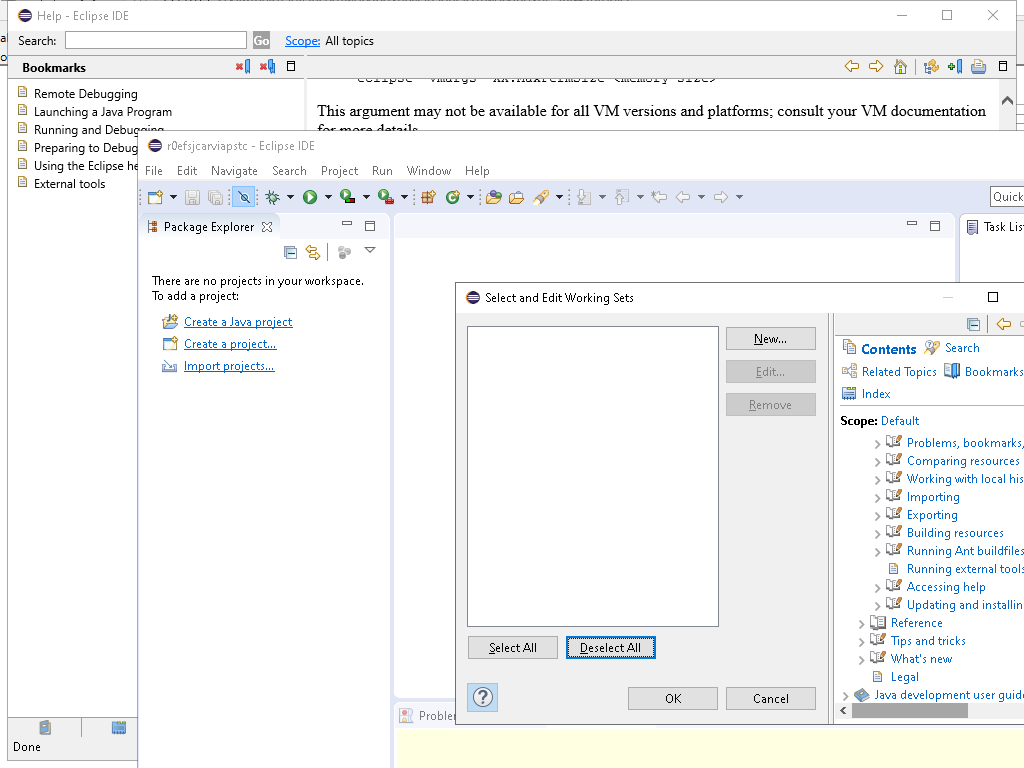 Help - Eclipse IDE
Search:
Go
Scope: All topics
Bookmarks
Remote Debugging
Launching a Java Program
Running and Debugging
Preparing to Debug
Using the Eclipse he
External tools
This argument may not be available for all VM versions and platforms; consult your VM documentation
for more details
Done
r0efsjcarviapstc - Eclipse IDE
File Edit Navigate Search Project Run Window Help
Quick
Package Explorer
There are no projects in your workspace.
To add a project:
Create a Java project
Create a project...
Import projects...
Task List
Problem
Select and Edit Working Sets
New...
Edit...
Remove
Select All
Deselect All
OK
Cancel
Contents
Search
Related Topics
Bookmarks
Index
Scope: Default
Problems, bookmarks,
Comparing resources
Working with local his
Importing
Exporting
Building resources
Running Ant buildfiles
Running external tools
Accessing help
Updating and installin
Reference
Tips and tricks
What's new
Legal
Java development user guide